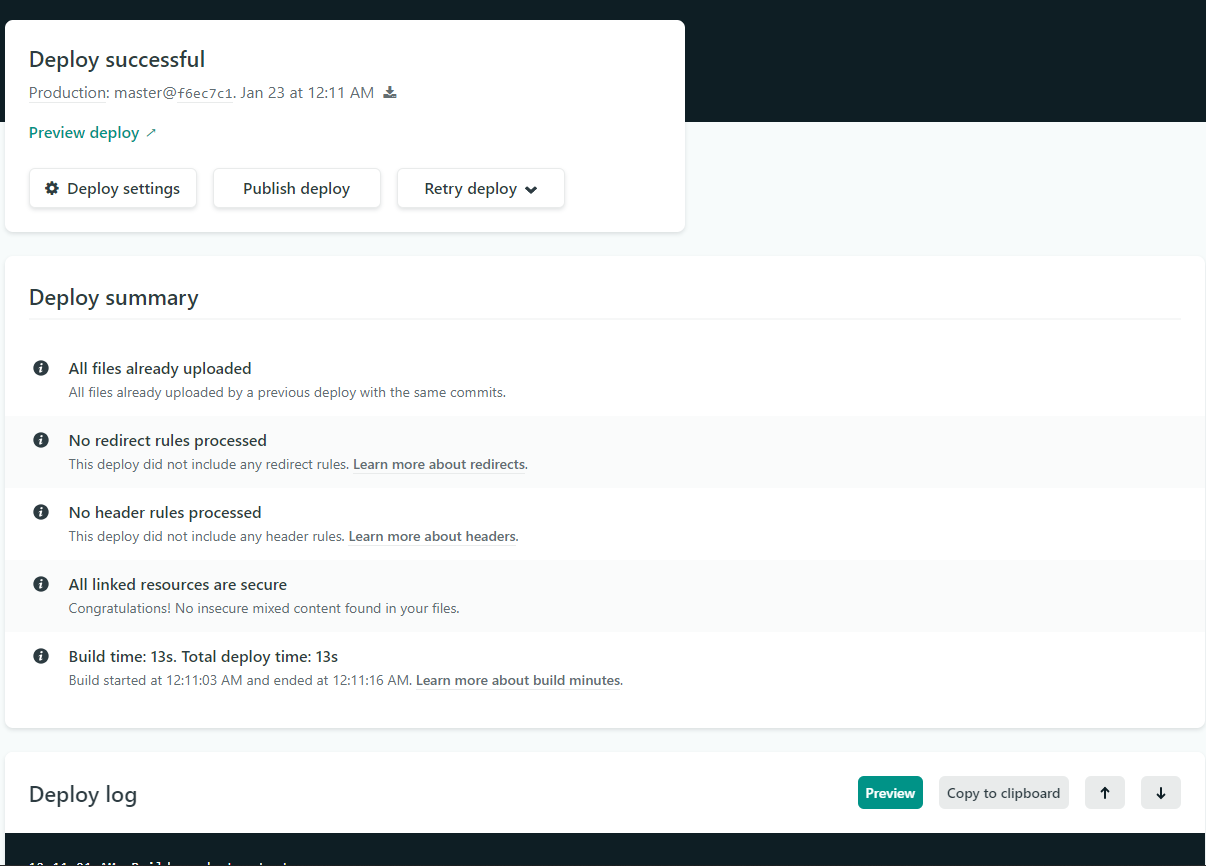 Deploy successful
Production: master@f6ec7c1. Jan 23 at 12:11 AM
Preview deploy ↗
Deploy settings
Publish deploy
Retry deploy
Deploy summary
All files already uploaded
All files already uploaded by a previous deploy with the same commits.
No redirect rules processed
This deploy did not include any redirect rules. Learn more about redirects.
No header rules processed
This deploy did not include any header rules. Learn more about headers.
All linked resources are secure
Congratulations! No insecure mixed content found in your files.
Build time: 13s. Total deploy time: 13s
Build started at 12:11:03 AM and ended at 12:11:16 AM. Learn more about build minutes.
Deploy log
Preview
Copy to clipboard
↑
↓